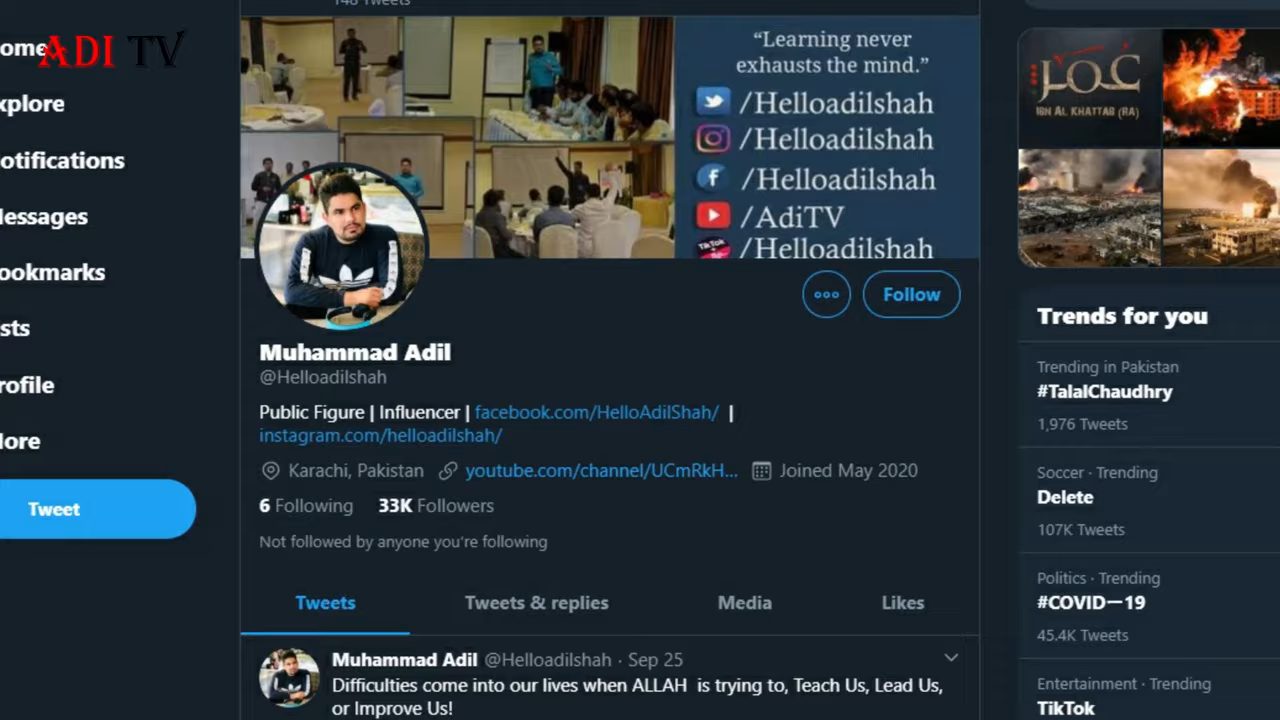 148 Tweets
ADI TV
ome
xplore
otifications
lessages
ookmarks
sts
rofile
lore
Tweet
“Learning never
exhausts the mind.”
/Helloadilshah
/Helloadilshah
/Helloadilshah
/AdiTV
TikTok
/Helloadilshah
Follow
Muhammad Adil
@Helloadilshah
Public Figure | Influencer | facebook.com/HelloAdilShah/ |
instagram.com/helloadilshah/
Karachi, Pakistan youtube.com/channel/UCmRkH... Joined May 2020
6 Following 33K Followers
Not followed by anyone you're following
Tweets Tweets & replies Media Likes
Muhammad Adil @Helloadilshah · Sep 25
Difficulties come into our lives when ALLAH is trying to, Teach Us, Lead Us,
or Improve Us!
LOC
IBN AL KHATTAB (RA)
Trends for you
Trending in Pakistan
#TalalChaudhry
1,976 Tweets
Soccer · Trending
Delete
107K Tweets
Politics · Trending
#COVID—19
45.4K Tweets
Entertainment · Trending
TikTok